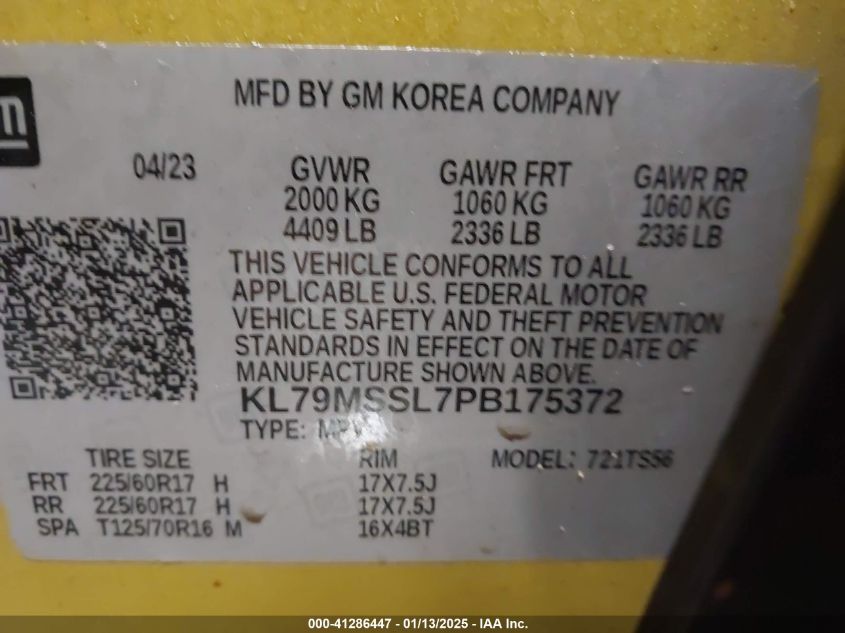 m
MFD BY GM KOREA COMPANY
04/23 GVWR GAWR FRT GAWR RR
2000 KG 1060 KG 1060 KG
4409 LB 2336 LB 2336 LB
THIS VEHICLE CONFORMS TO ALL
APPLICABLE U.S. FEDERAL MOTOR
VEHICLE SAFETY AND THEFT PREVENTION
STANDARDS IN EFFECT ON THE DATE OF
MANUFACTURE SHOWN ABOVE.
KL79MSSL7PB175372
TYPE:
TIRE SIZE RIM MODEL: 721TS56
FRT 225/60R17 H 17X7.5J
RR 225/60R17 H 17X7.5J
SPA T125/70R16 M 16X4BT
000-41286447 - 01/13/2025 - IAA Inc.